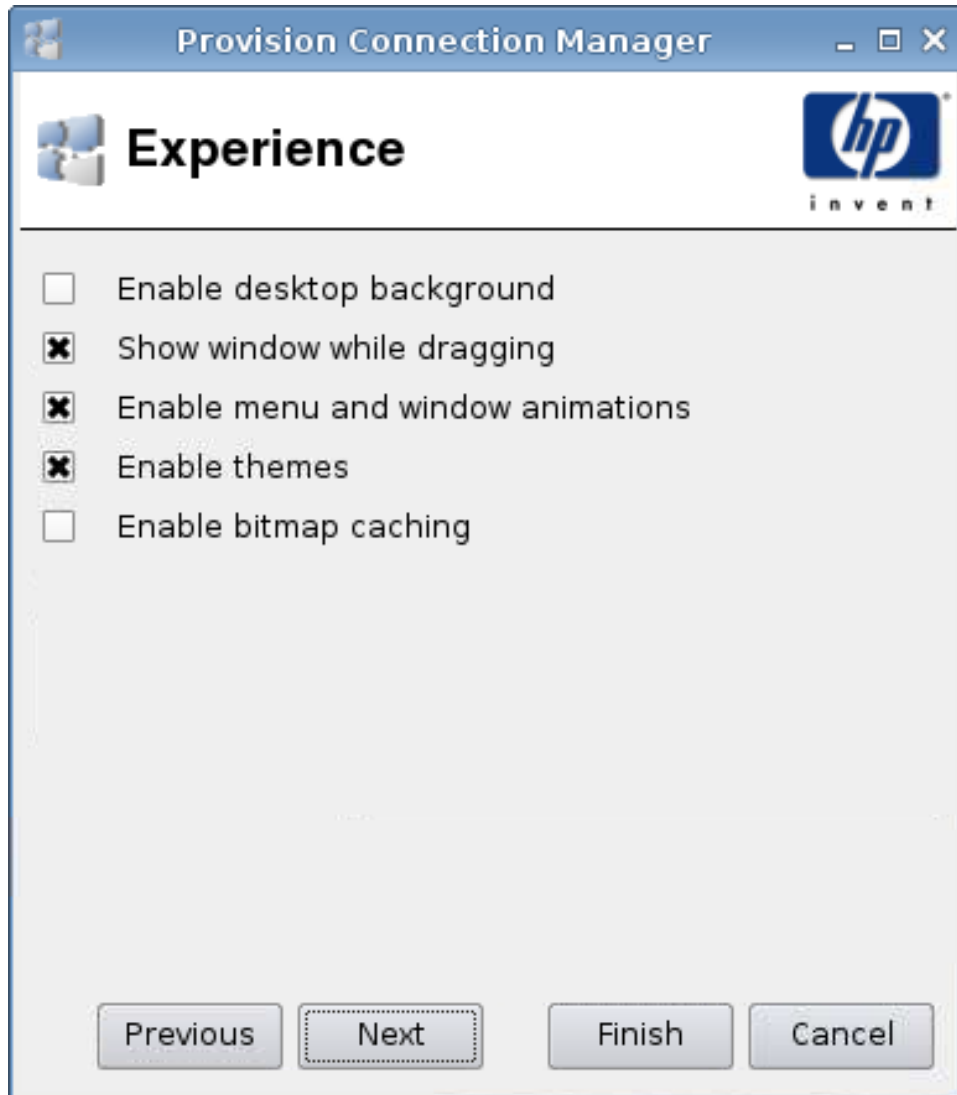 Provision Connection Manager
Experience
hp
invent
Enable desktop background
Show window while dragging
Enable menu and window animations
Enable themes
Enable bitmap caching
Previous Next Finish Cancel